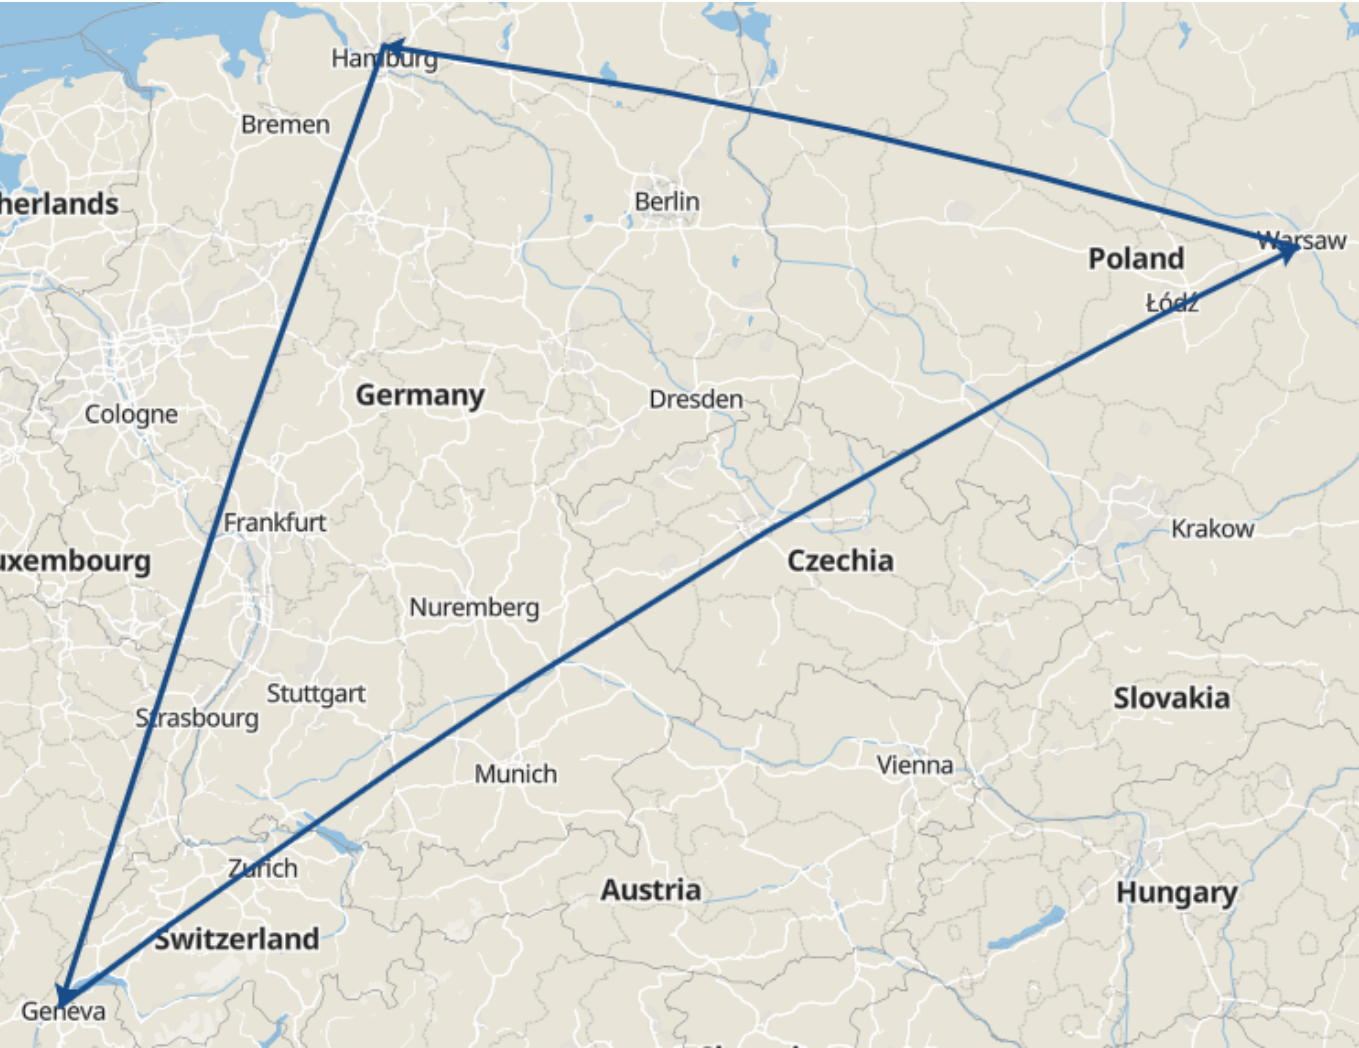 Hamburg
Bremen
Berlin
herlands
Warsaw
Poland
Łódź
Germany
Dresden
Cologne
Frankfurt
Krakow
uxembourg
Czechia
Nuremberg
Stuttgart
Slovakia
Strasbourg
Vienna
Munich
Zurich
Austria
Hungary
Switzerland
Geneva